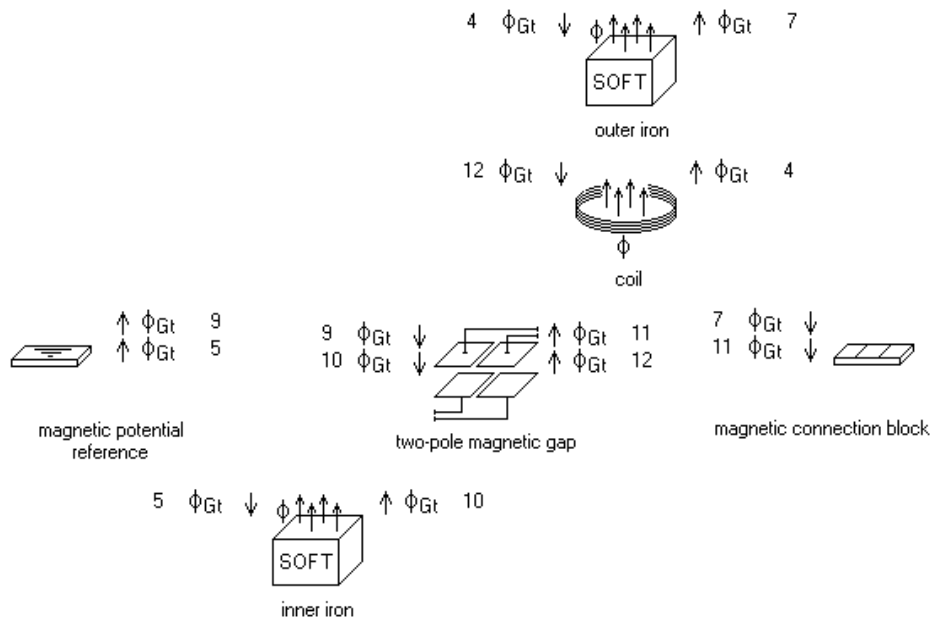 4 ϕGt ↓ ϕ ↑ ϕGt 7
SOFT
outer iron
12 ϕGt ↓ ↑ ϕGt 4
ϕ
coil
↑ ϕGt 9
↑ ϕGt 5
magnetic potential
reference
9 ϕGt ↓ ↑ ϕGt 11
10 ϕGt ↓ ↑ ϕGt 12
two-pole magnetic gap
7 ϕGt ↓
11 ϕGt ↓
magnetic connection block
5 ϕGt ↓ ϕ ↑ ϕGt 10
SOFT
inner iron